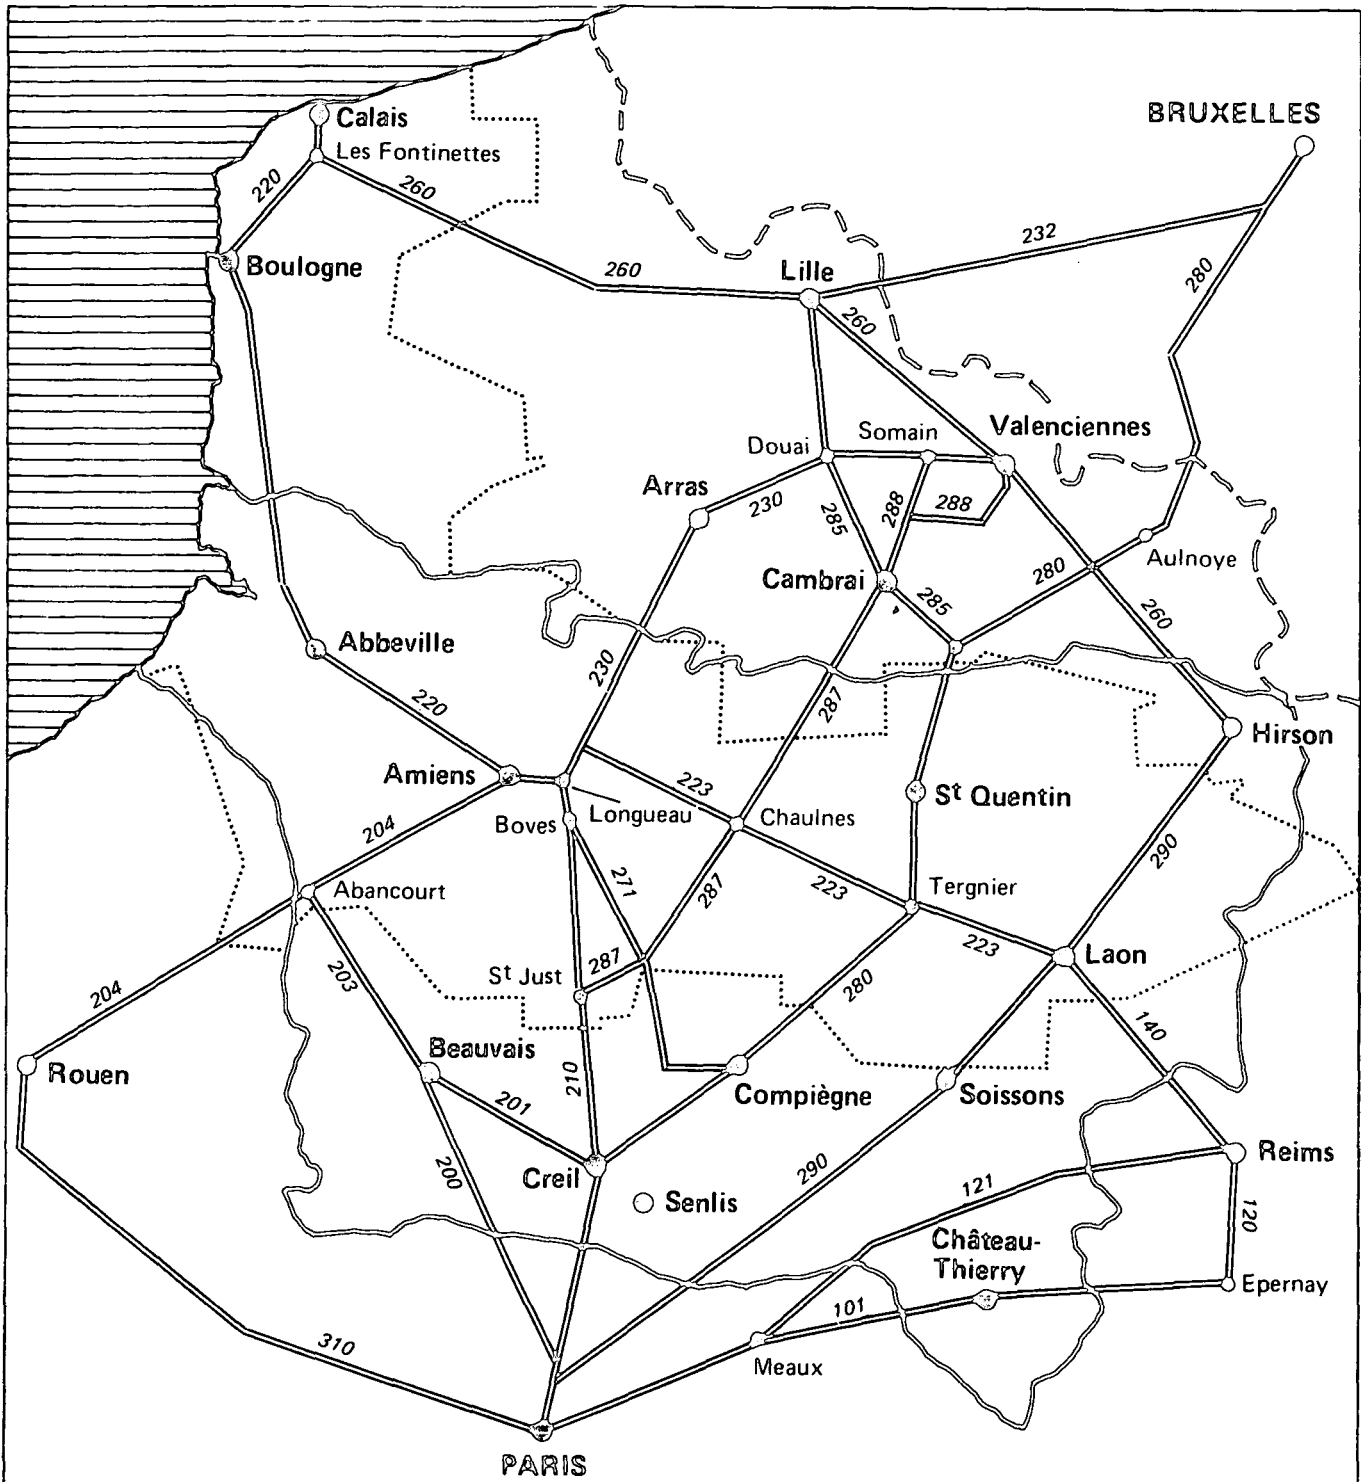 BRUXELLES
Calais
Les Fontinettes
220
260
232
Boulogne
260
Lille
280
260
Somain
Valenciennes
Douai
Arras
230
285
288
288
Aulnoye
Cambrai
285
280
260
Abbeville
230
220
287
Hirson
Amiens
223
St Quentin
Longueau
Boves
Chaulnes
204
290
271
287
223
Tergnier
Abancourt
223
Laon
203
St Just
287
280
204
140
Beauvais
Rouen
210
201
Compiègne
Soissons
200
Creil
290
Reims
Senlis
121
120
Château-
Thierry
Epernay
101
310
Meaux
PARIS